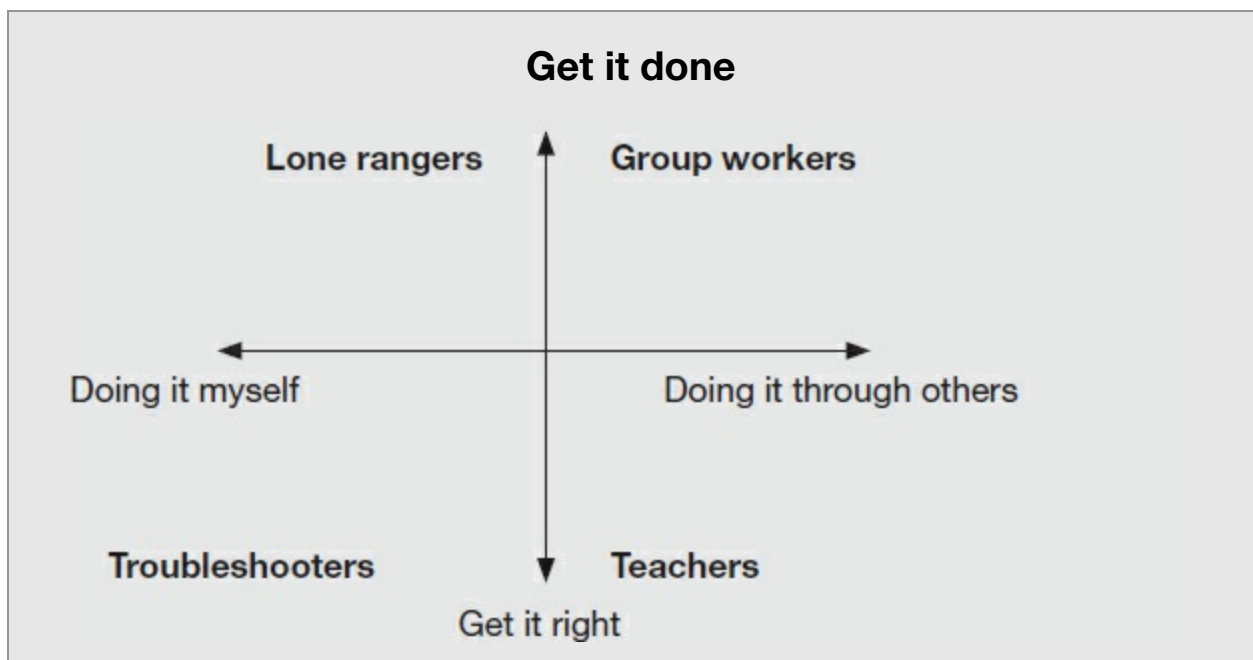 Get it done
Lone rangers
Group workers
Doing it myself
Doing it through others
Troubleshooters
Teachers
Get it right